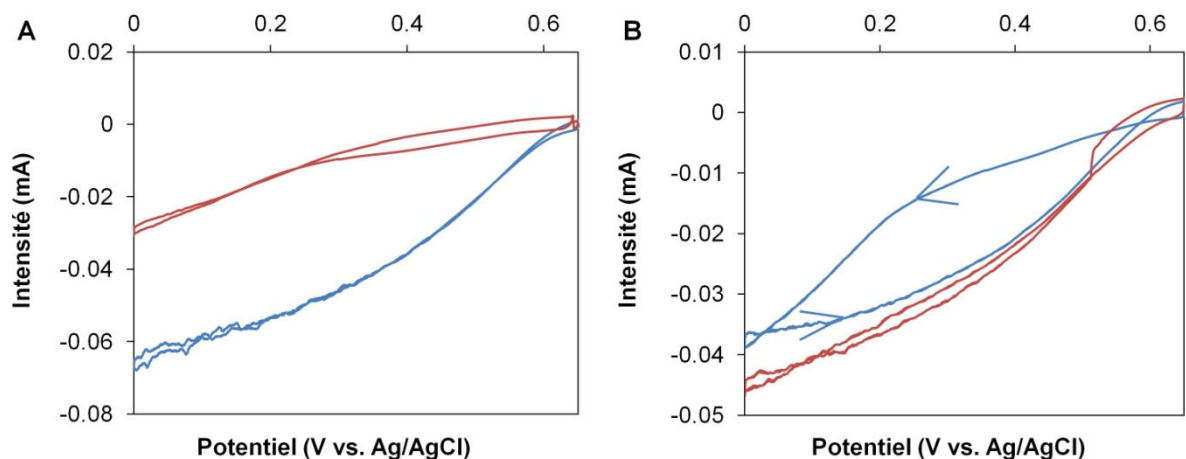 A
0 0.2 0.4 0.6
0.02
0
-0.02
-0.04
-0.06
-0.08
Intensité (mA)
Potentiel (V vs. Ag/AgCl)
B
0 0.2 0.4 0.6
0.01
0
-0.01
-0.02
-0.03
-0.04
-0.05
Intensité (mA)
Potentiel (V vs. Ag/AgCl)